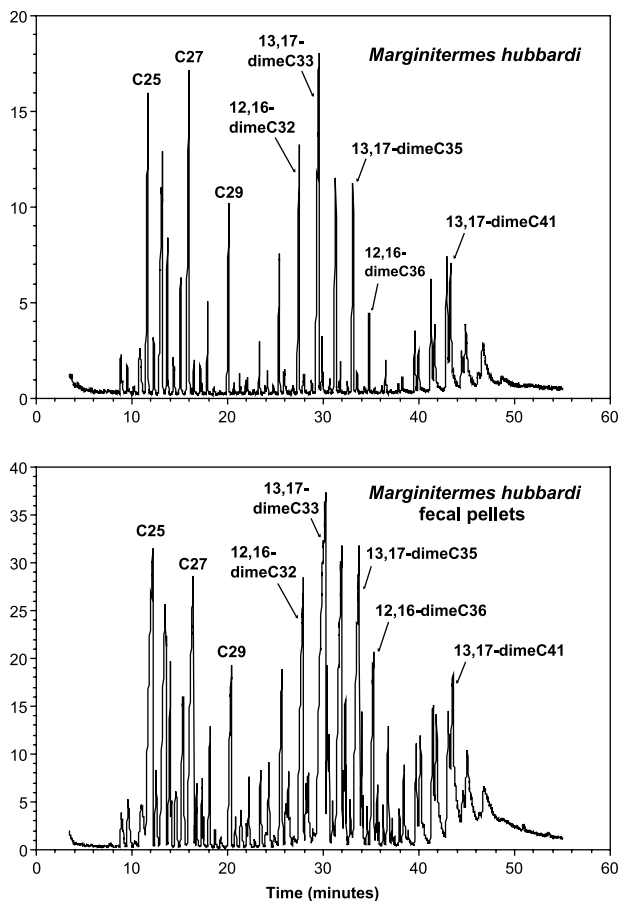 20
15
10
5
0
0
10
20
30
40
50
60
Marginitermes hubbardi
C25
C27
C29
12,16-
dimeC32
13,17-
dimeC33
13,17-dimeC35
12,16-
dimeC36
13,17-dimeC41
40
35
30
25
20
15
10
5
0
0
10
20
30
40
50
60
Marginitermes hubbardi
fecal pellets
C25
C27
C29
12,16-
dimeC32
13,17-
dimeC33
13,17-dimeC35
12,16-dimeC36
13,17-dimeC41
Time (minutes)